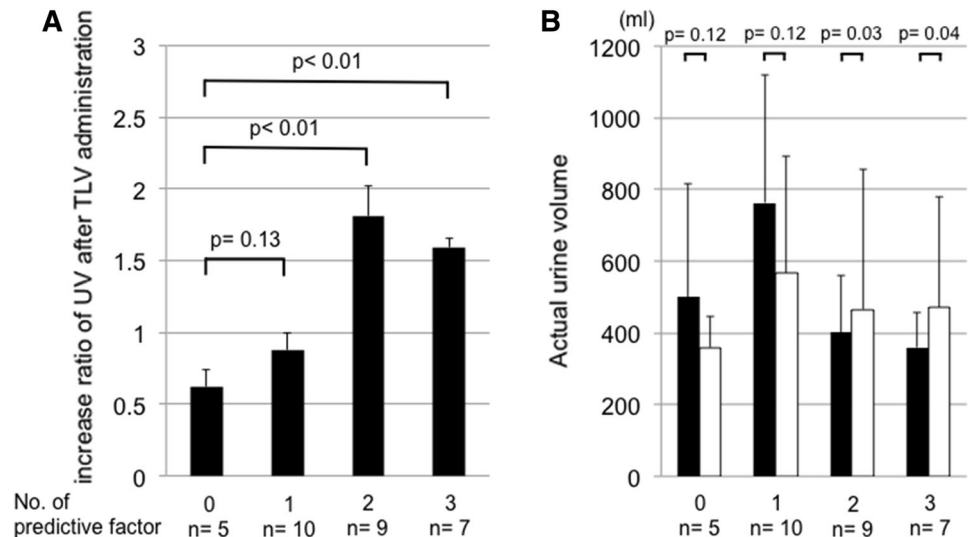 A
increase ratio of UV after TLV administration
3
2.5
2
1.5
1
0.5
0
p< 0.01
p< 0.01
p= 0.13
No. of
predictive factor
0 1 2 3
n= 5 n= 10 n= 9 n= 7
B
(ml)
Actual urine volume
1200
1000
800
600
400
200
0
p= 0.12 p= 0.12 p= 0.03 p= 0.04
0 1 2 3
n= 5 n= 10 n= 9 n= 7